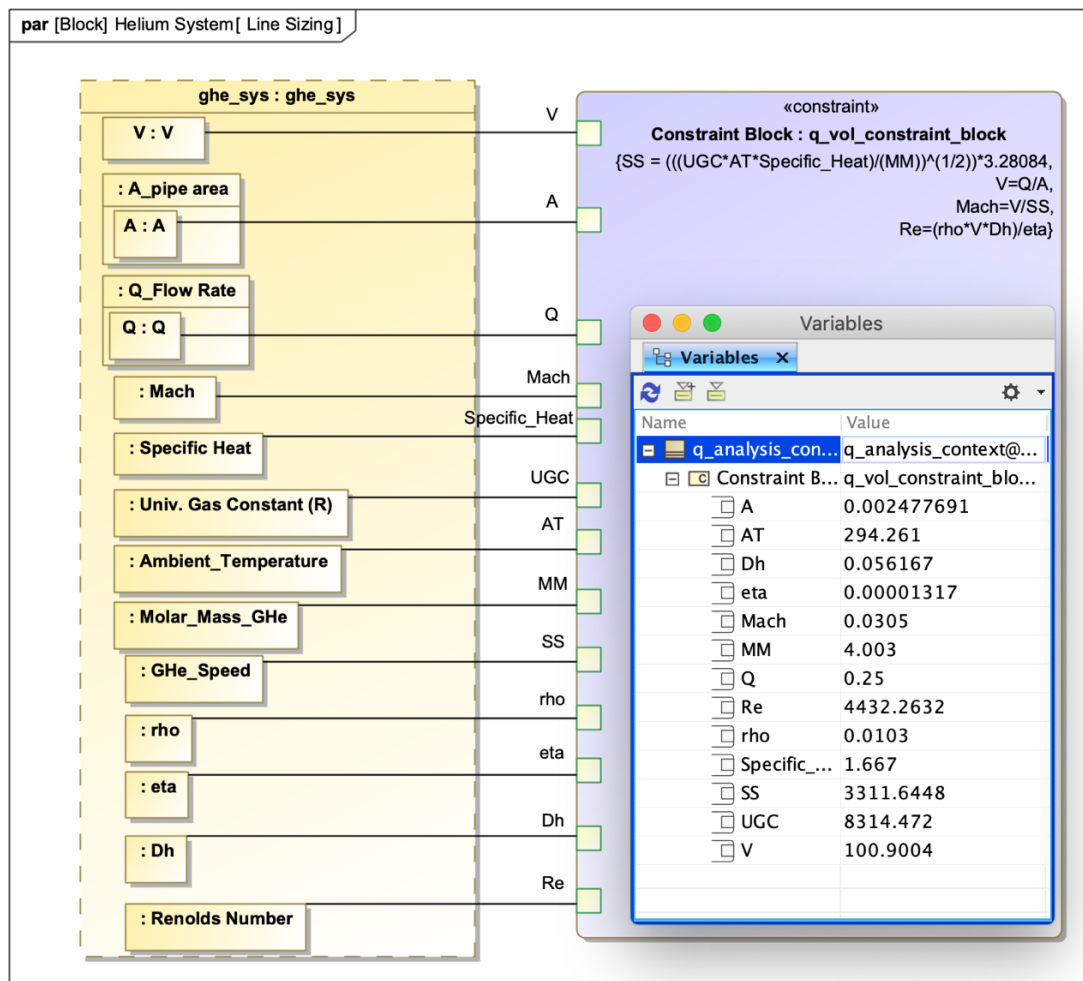 par [Block] Helium System[ Line Sizing ]
ghe_sys : ghe_sys
V : V
: A_pipe area
A : A
: Q_Flow Rate
Q : Q
: Mach
: Specific Heat
: Univ. Gas Constant (R)
: Ambient_Temperature
: Molar_Mass_GHe
: GHe_Speed
: rho
: eta
: Dh
: Renolds Number
V
A
Q
Mach
Specific_Heat
UGC
AT
MM
SS
rho
eta
Dh
Re
«constraint»
Constraint Block : q_vol_constraint_block
{SS = (((UGC*AT*Specific_Heat)/(MM))^(1/2))*3.28084,
V=Q/A,
Mach=V/SS,
Re=(rho*V*Dh)/eta}
Variables
Variables
Name Value
q_analysis_con... q_analysis_context@...
C Constraint B... q_vol_constraint_blo...
A 0.002477691
AT 294.261
Dh 0.056167
eta 0.00001317
Mach 0.0305
MM 4.003
Q 0.25
Re 4432.2632
rho 0.0103
Specific_... 1.667
SS 3311.6448
UGC 8314.472
V 100.9004